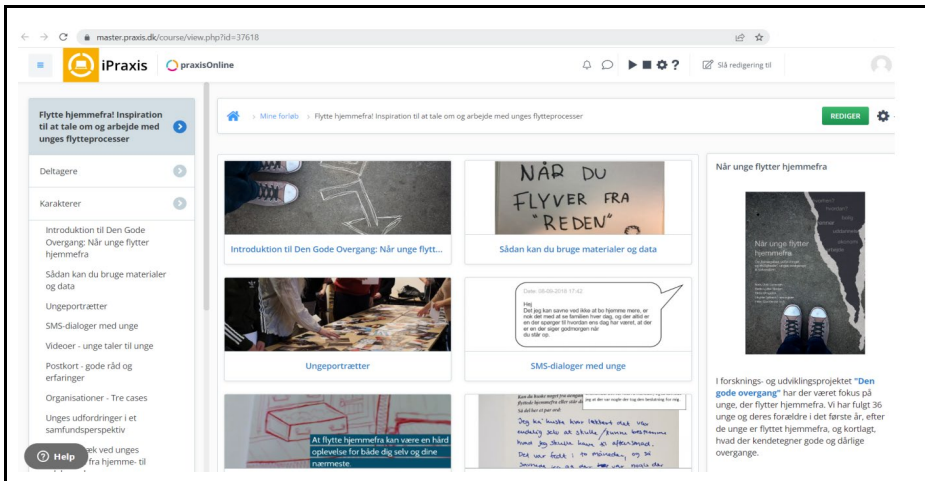 master.praxis.dk/course/view.php?id=37618
iPraxis
praxisOnline
Slå redigering til
Flytte hjemmefra! Inspiration
til at tale om og arbejde med
unges flytteprocesser
Deltagere
Karakterer
Introduktion til Den Gode
Overgang: Når unge flytter
hjemmefra
Sådan kan du bruge materialer
og data
Ungeportrætter
SMS-dialoger med unge
Videoer - unge taler til unge
Postkort - gode råd og
erfaringer
Organisationer - Tre cases
Unges udfordringer i et
samfundsperspektiv
æk ved unges
fra hjemme- til
Help
Mine forløb
Flytte hjemmefra! Inspiration til at tale om og arbejde med unges flytteprocesser
REDIGER
Introduktion til Den Gode Overgang: Når unge flytt...
NÅR DU
FLYVER FRA
"REDEN"
Sådan kan du bruge materialer og data
Ungeportrætter
Date: 08-09-2016 17:42
Hej
Det jeg kan savne ved ikke at bo hjemme mere, er
nok det med at se familien hver dag, og der altid er
en der spørger til hvordan ens dag har været, at der
er en der siger godmorgen når
du står op.
SMS-dialoger med unge
At flytte hjemmefra kan være en hård
oplevelse for både dig selv og dine
nærmeste.
Når unge flytter hjemmefra
Når unge flytter
hjemmefra
I forsknings- og udviklingsprojektet "Den
gode overgang" har der været fokus på
unge, der flytter hjemmefra. Vi har fulgt 36
unge og deres forældre i det første år, efter
de unge er flyttet hjemmefra, og kortlagt,
hvad der kendetegner gode og dårlige
overgange.